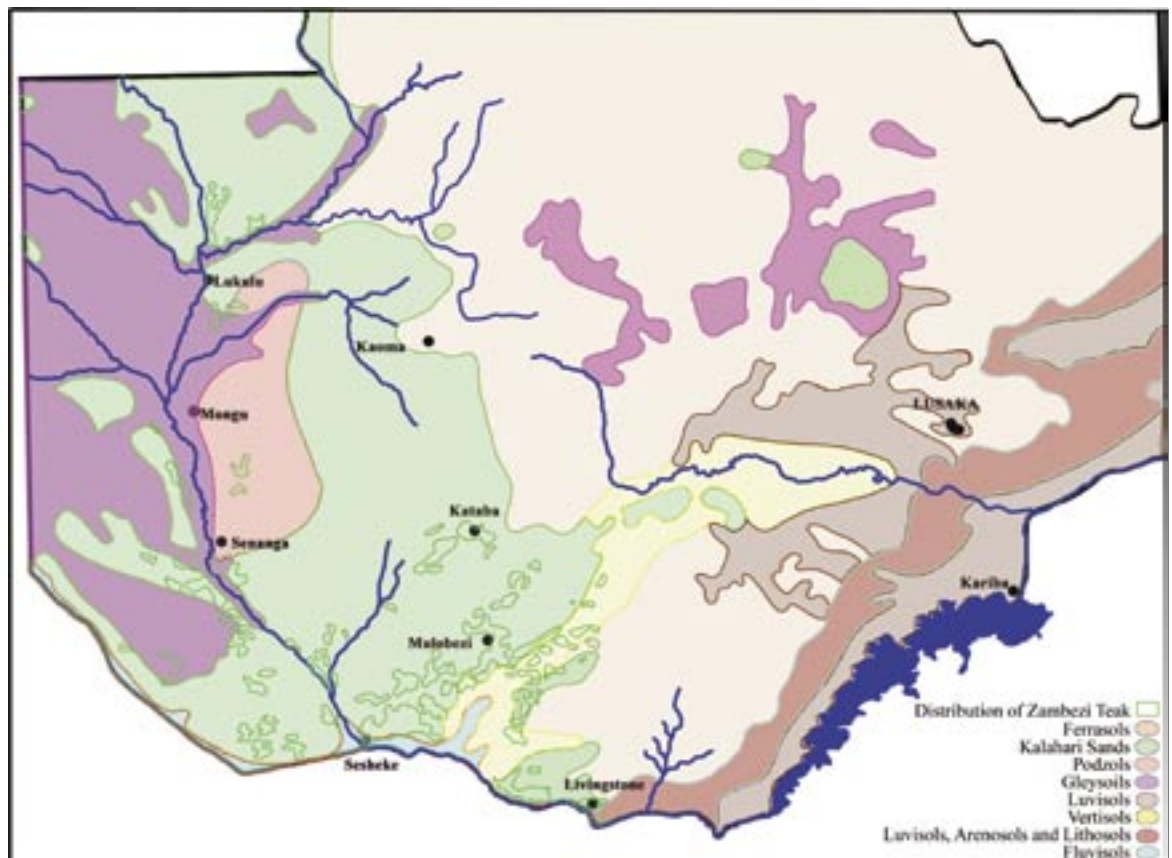 Lukulu
Kaoma
Mongu
LUSAKA
Kataba
Senanga
Kariba
Mulobezi
Sesheke
Livingstone
Distribution of Zambezi Teak
Ferrasols
Kalahari Sands
Podzols
Gleysoils
Luvisols
Vertisols
Luvisols, Arenosols and Lithosols
Fluvisols